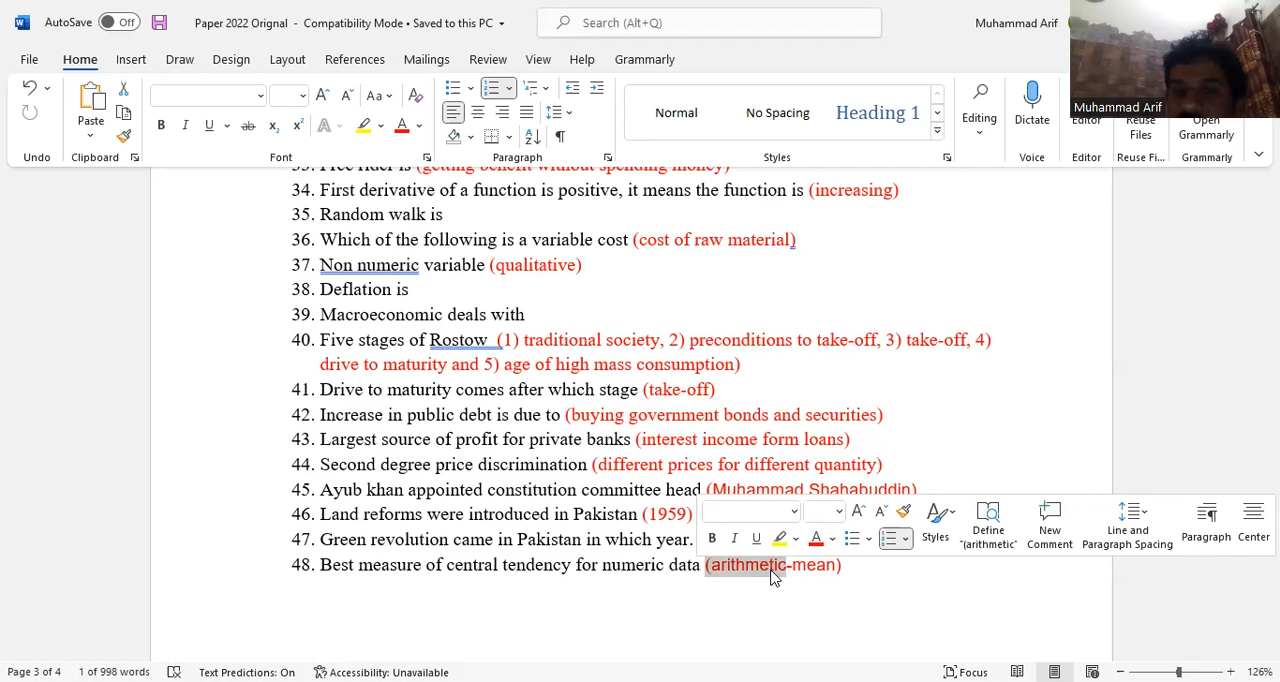 AutoSave Off Paper 2022 Orignal - Compatibility Mode • Saved to this PC Search (Alt+Q) Muhammad Arif
File Home Insert Draw Design Layout References Mailings Review View Help Grammarly
Muhammad Arif
Paste Aa Normal No Spacing Heading 1 Editing Dictate Editor Reuse Files Open Grammarly
Undo Clipboard Font Paragraph Styles Voice Editor Reuse Fi... Grammarly
33. Free rider is (getting benefit without spending money)
34. First derivative of a function is positive, it means the function is (increasing)
35. Random walk is
36. Which of the following is a variable cost (cost of raw material)
37. Non numeric variable (qualitative)
38. Deflation is
39. Macroeconomic deals with
40. Five stages of Rostow (1) traditional society, 2) preconditions to take-off, 3) take-off, 4)
drive to maturity and 5) age of high mass consumption)
41. Drive to maturity comes after which stage (take-off)
42. Increase in public debt is due to (buying government bonds and securities)
43. Largest source of profit for private banks (interest income form loans)
44. Second degree price discrimination (different prices for different quantity)
45. Ayub khan appointed constitution committee head (Muhammad Shahabuddin)
46. Land reforms were introduced in Pakistan (1959)
47. Green revolution came in Pakistan in which year.
48. Best measure of central tendency for numeric data (arithmetic-mean)
Styles Define "(arithmetic" New Comment Line and Paragraph Spacing Paragraph Center
Page 3 of 4 1 of 998 words Text Predictions: On Accessibility: Unavailable Focus 126%